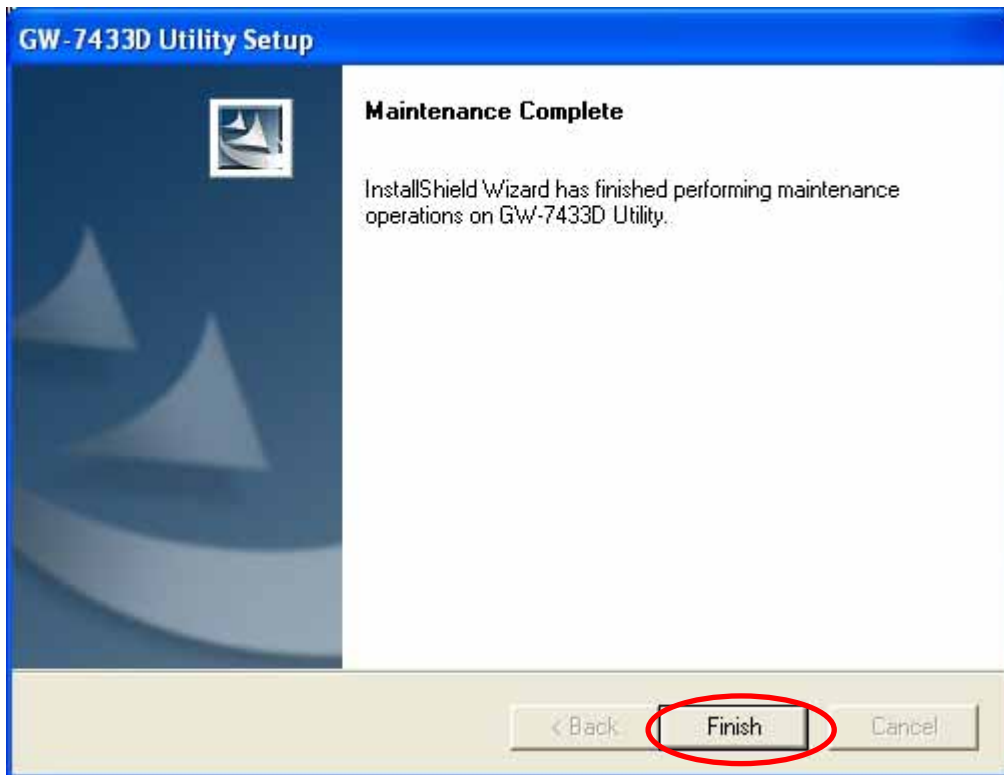 GW-7433D Utility Setup
Maintenance Complete
InstallShield Wizard has finished performing maintenance
operations on GW-7433D Utility.
< Back
Finish
Cancel